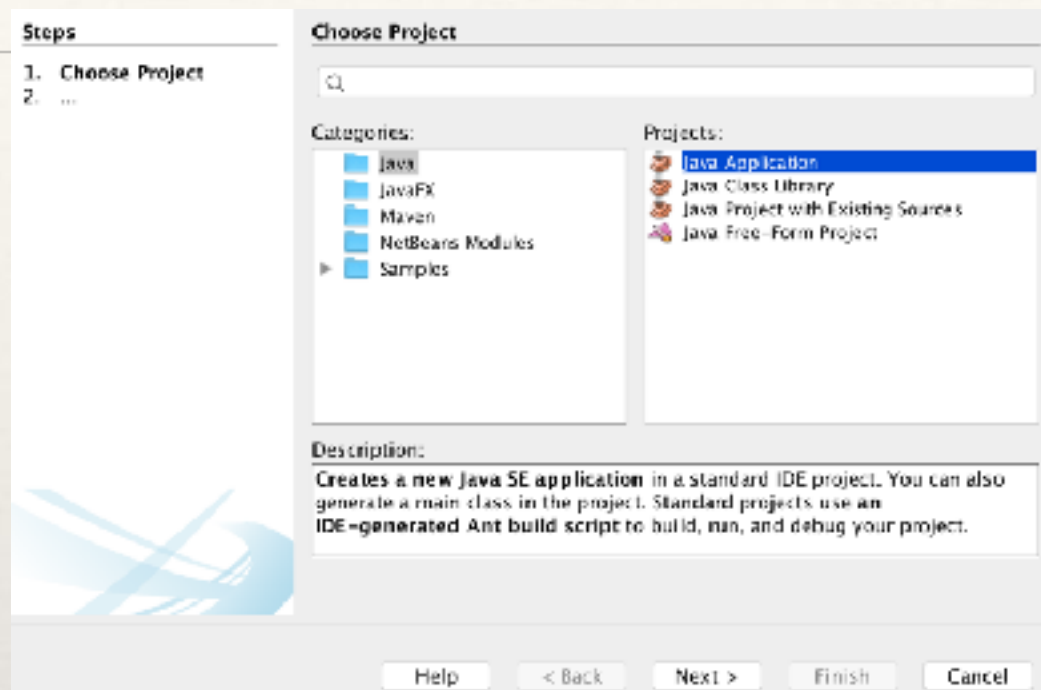 Steps
1. Choose Project
2. ...
Choose Project
Categories:
Java
JavaFX
Maven
NetBeans Modules
Samples
Projects:
Java Application
Java Class Library
Java Project with Existing Sources
Java Free-Form Project
Description:
Creates a new Java SE application in a standard IDE project. You can also
generate a main class in the project. Standard projects use an
IDE-generated Ant build script to build, run, and debug your project.
Help
< Back
Next >
Finish
Cancel